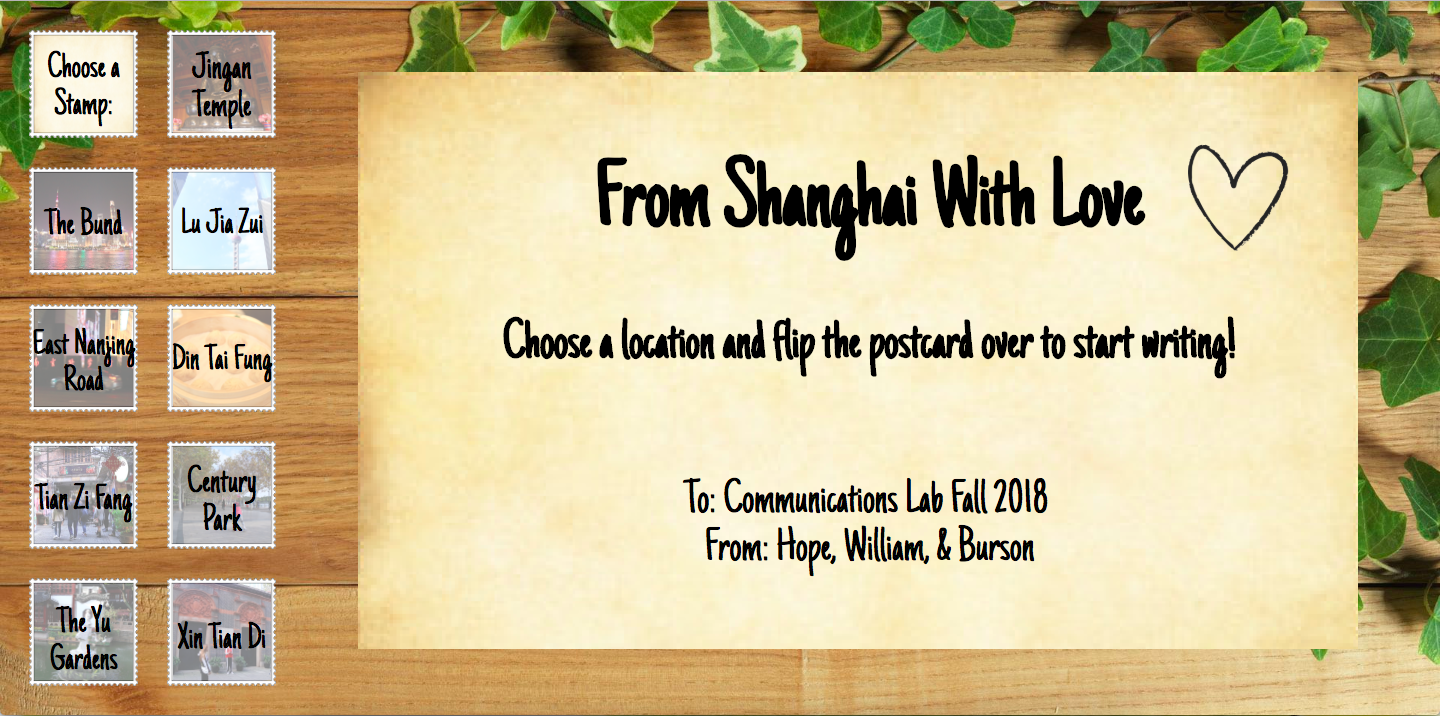 Choose a
Stamp:
Jingan
Temple
The Bund
Lu Jia Zui
East Nanjing
Road
Din Tai Fung
Tian Zi Fang
Century
Park
The Yu
Gardens
Xin Tian Di
From Shanghai With Love
Choose a location and flip the postcard over to start writing!
To: Communications Lab Fall 2018
From: Hope, William, & Burson